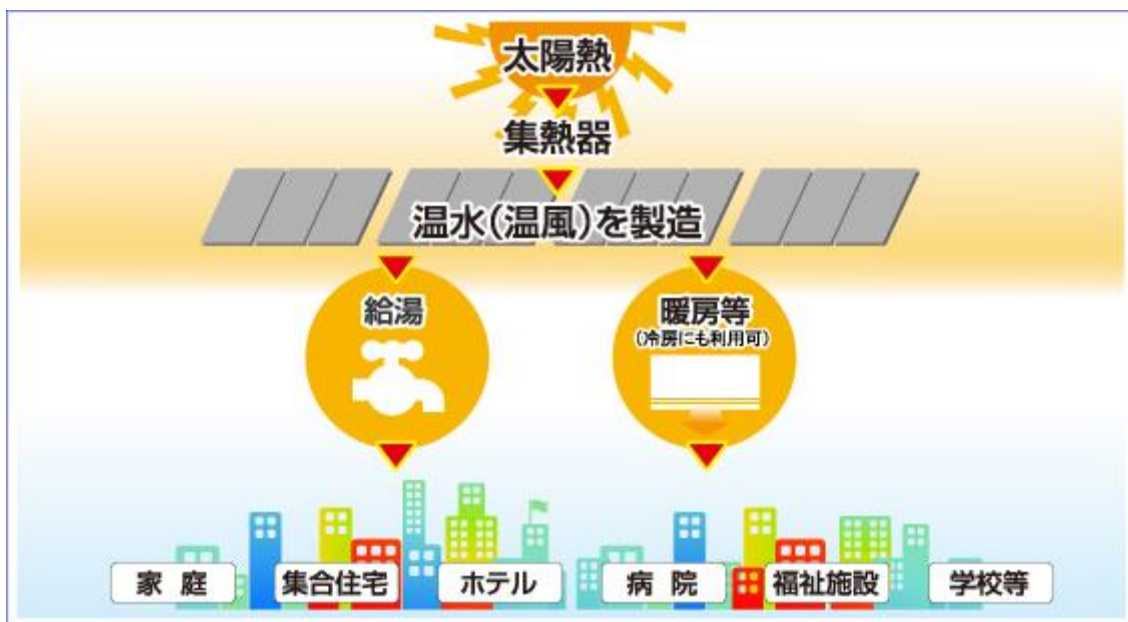 太陽熱
集熱器
温水(温風)を製造
給湯
暖房等
(冷房にも利用可)
家庭
集合住宅
ホテル
病院
福祉施設
学校等